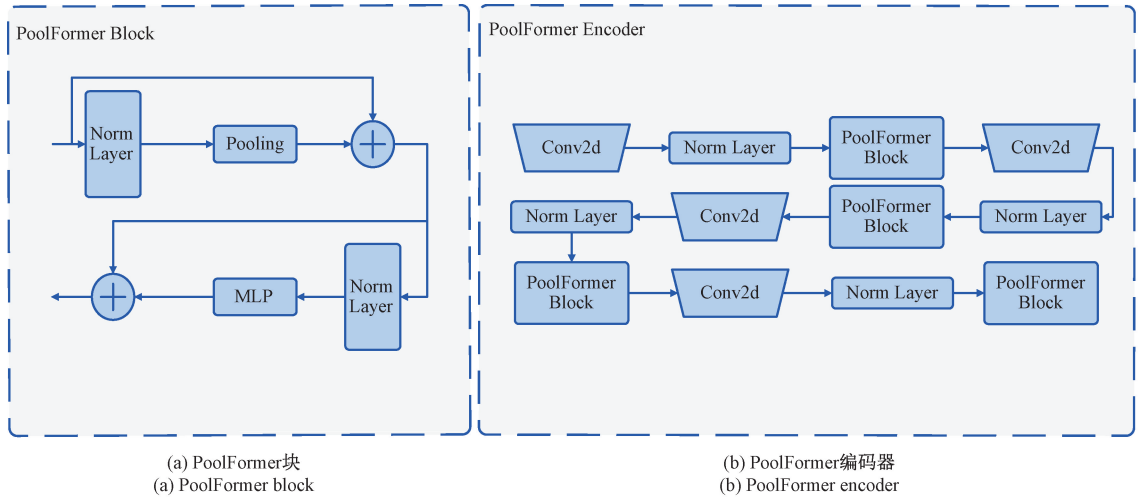 PoolFormer Block
Norm
Layer
Pooling
Norm
Layer
MLP
PoolFormer Encoder
Conv2d
Norm Layer
PoolFormer
Block
Conv2d
Norm Layer
Conv2d
PoolFormer
Block
Norm Layer
PoolFormer
Block
Conv2d
Norm Layer
PoolFormer
Block
(a) PoolFormer块
(a) PoolFormer block
(b) PoolFormer编码器
(b) PoolFormer encoder